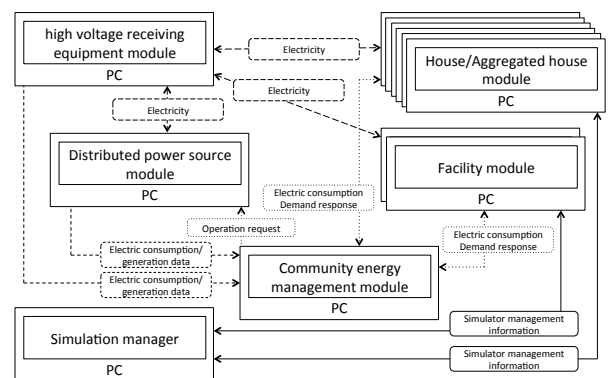 high voltage receiving
equipment module
PC
Electricity
House/Aggregated house
module
PC
Electricity
Electricity
Distributed power source
module
PC
Facility module
PC
Electric consumption
Demand response
Operation request
Electric consumption
Demand response
Electric consumption/
generation data
Electric consumption/
generation data
Community energy
management module
PC
Simulation manager
PC
Simulator management
information
Simulator management
information